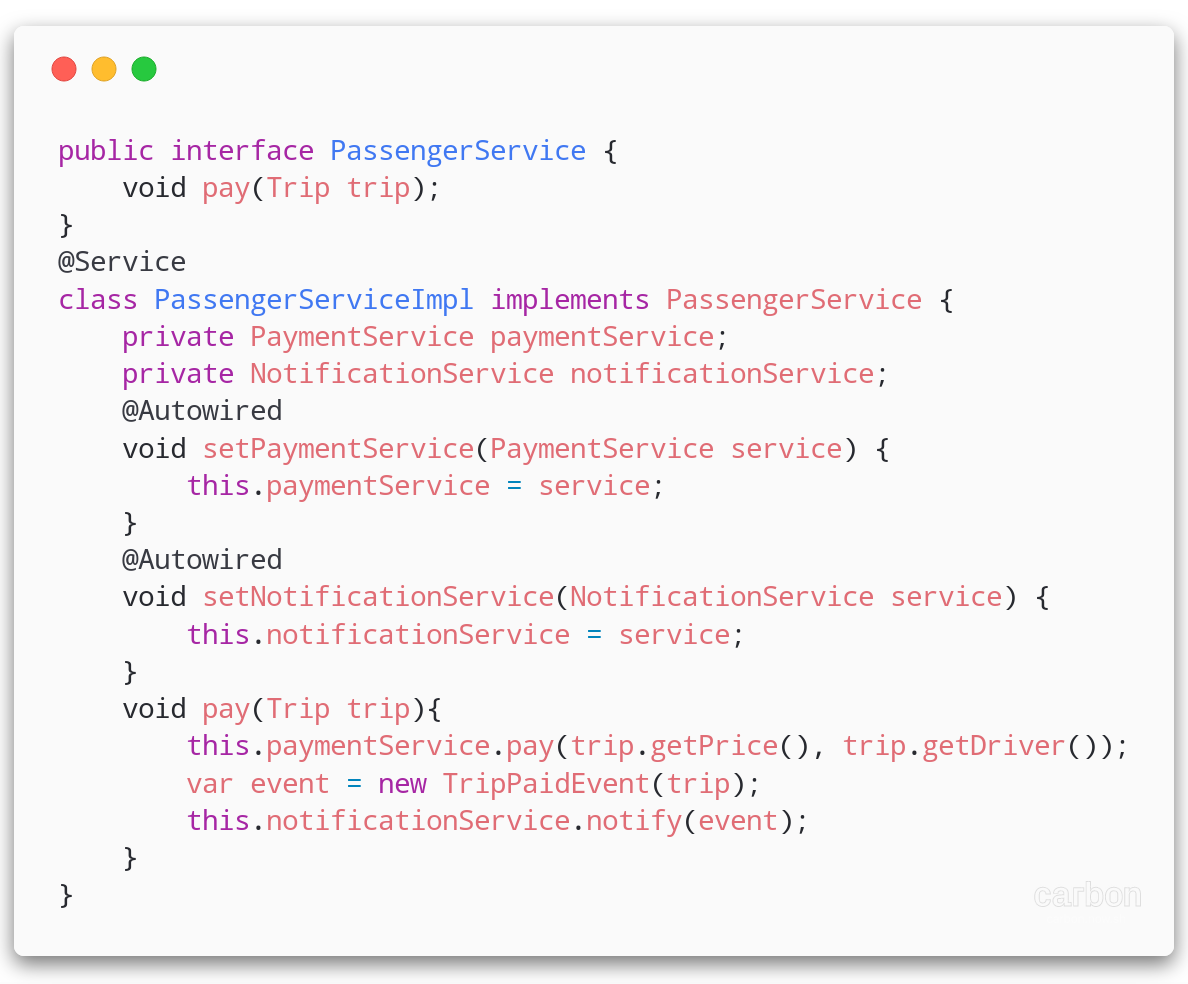 public interface PassengerService {
    void pay(Trip trip);
}
@Service
class PassengerServiceImpl implements PassengerService {
    private PaymentService paymentService;
    private NotificationService notificationService;
    @Autowired
    void setPaymentService(PaymentService service) {
        this.paymentService = service;
    }
    @Autowired
    void setNotificationService(NotificationService service) {
        this.notificationService = service;
    }
    void pay(Trip trip){
        this.paymentService.pay(trip.getPrice(), trip.getDriver());
        var event = new TripPaidEvent(trip);
        this.notificationService.notify(event);
    }
}
carbon